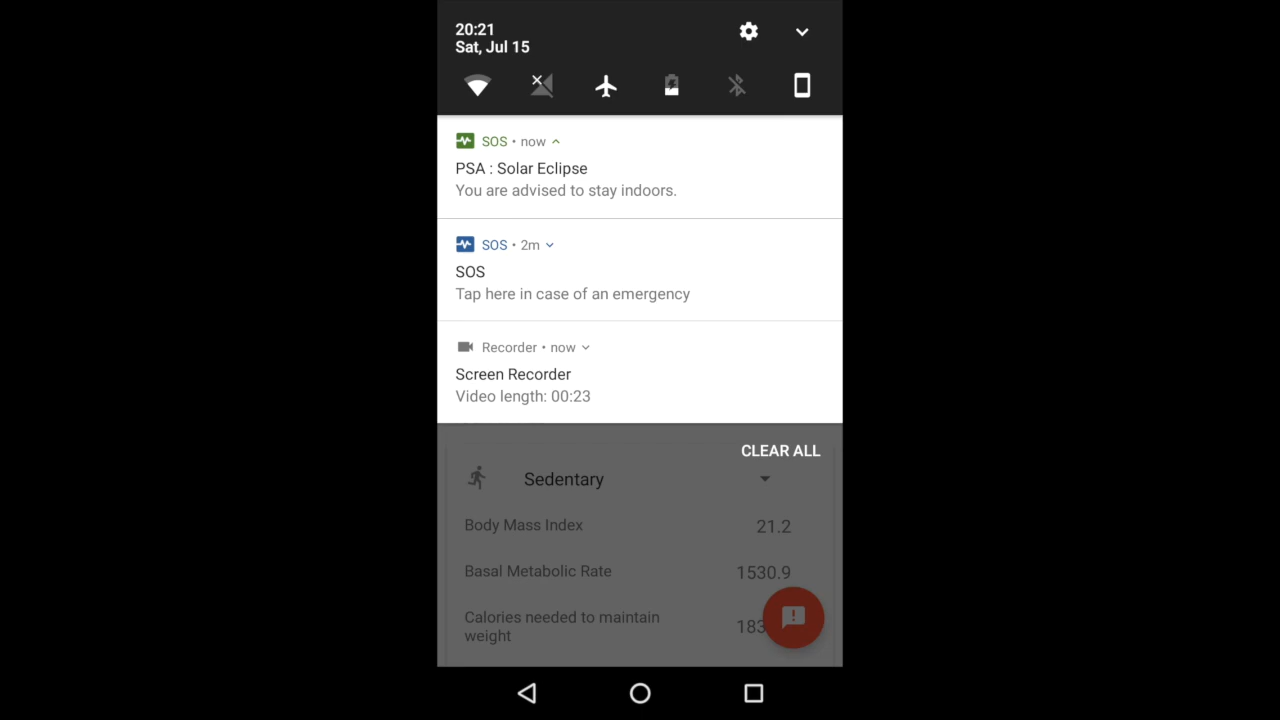 20:21
Sat, Jul 15
SOS • now
PSA : Solar Eclipse
You are advised to stay indoors.
SOS • 2m
SOS
Tap here in case of an emergency
Recorder • now
Screen Recorder
Video length: 00:23
CLEAR ALL
Sedentary
Body Mass Index 21.2
Basal Metabolic Rate 1530.9
Calories needed to maintain
weight
183